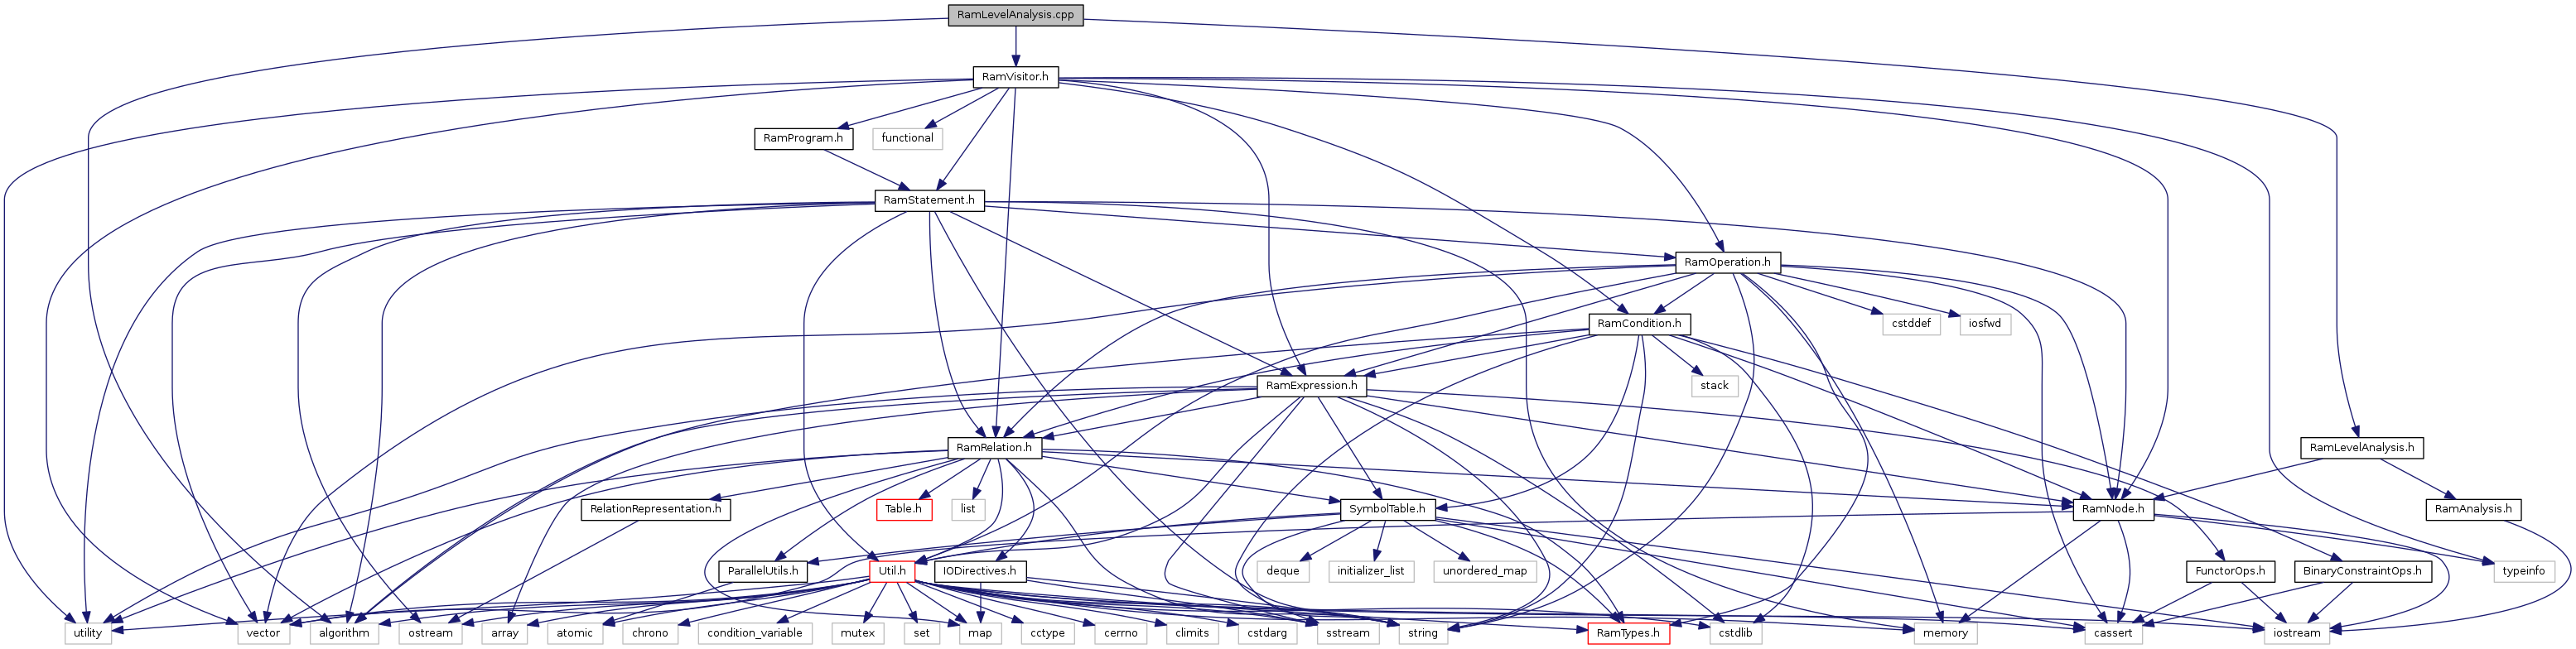 RamLevelAnalysis.cpp
RamVisitor.h
RamProgram.h
functional
RamStatement.h
RamOperation.h
RamCondition.h
cstddef
iosfwd
RamExpression.h
stack
RamRelation.h
RamLevelAnalysis.h
RelationRepresentation.h
Table.h
list
SymbolTable.h
RamNode.h
RamAnalysis.h
ParallelUtils.h
Util.h
IODirectives.h
deque
initializer_list
unordered_map
FunctorOps.h
BinaryConstraintOps.h
typeinfo
utility
vector
algorithm
ostream
array
atomic
chrono
condition_variable
mutex
set
map
cctype
cerrno
climits
cstdarg
sstream
string
RamTypes.h
cstdlib
memory
cassert
iostream